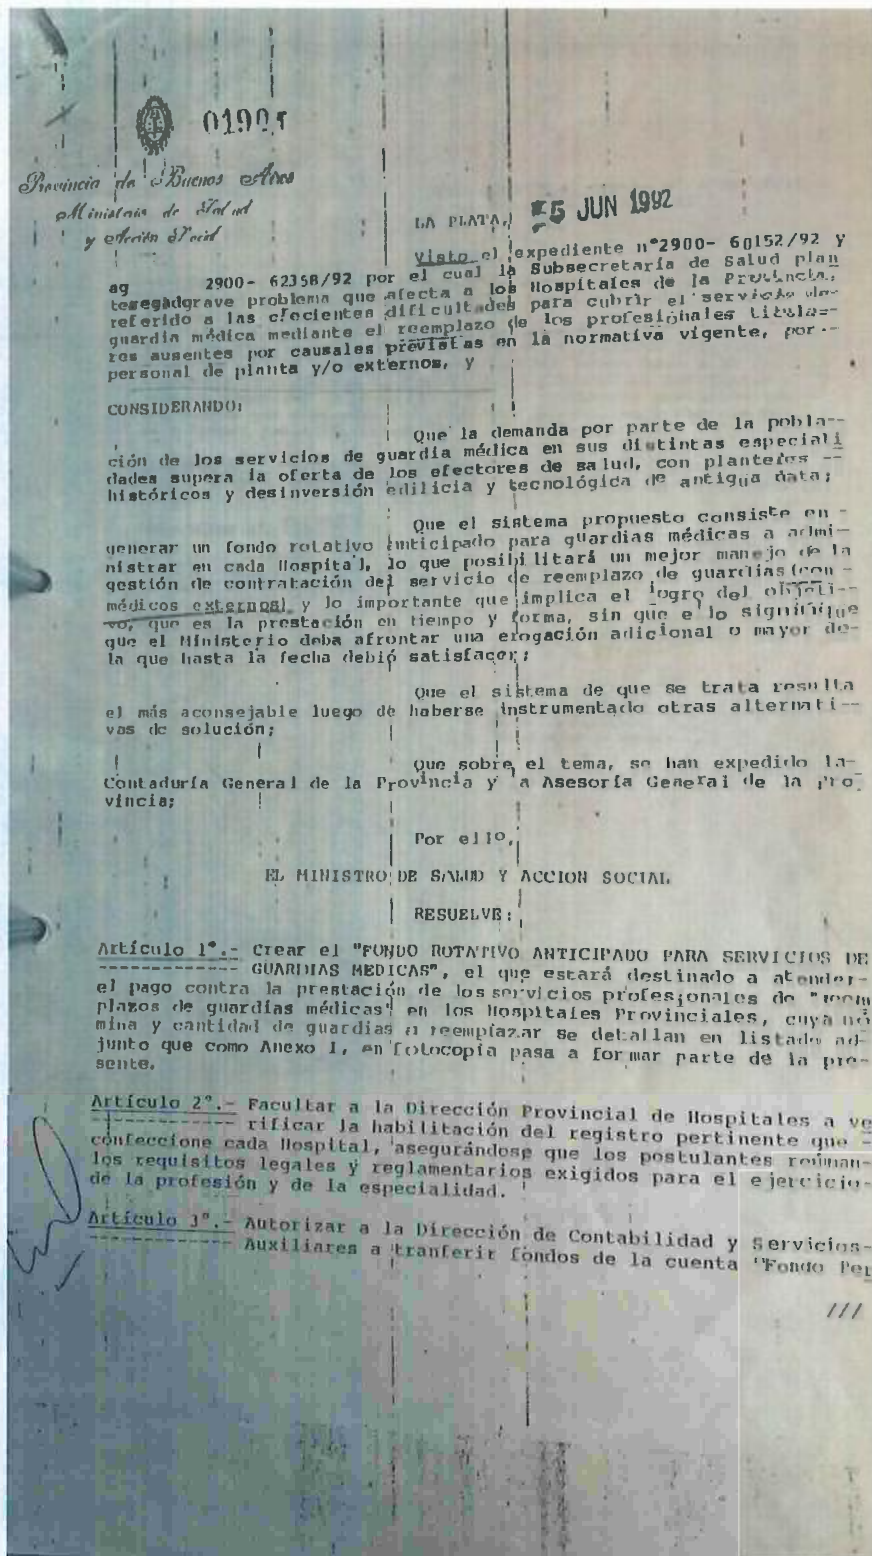 0190
Provincia de Buenos Aires
Ministerio de Salud
y Acción Social
LA PLATA, 5 JUN 1992
Visto el expediente n°2900- 60152/92 y
ag 2900- 62358/92 por el cual la Subsecretaría de Salud plan
grave problema que afecta a los Hospitales de la Provincia,
referido a las crecientes dificultades para cubrir el servicio de-
guardia médica mediante el reemplazo de los profesionales titula--
res ausentes por causales previstas en la normativa vigente, por--
personal de planta y/o externos, y
CONSIDERANDO:
Que la demanda por parte de la pobla--
ción de los servicios de guardia médica en sus distintas especiali
dades supera la oferta de los efectores de salud, con planteles --
históricos y desinversión edilicia y tecnológica de antigua data;
Que el sistema propuesto consiste en -
generar un fondo rotativo anticipado para guardias médicas a admi-
nistrar en cada Hospital, lo que posibilitará un mejor manejo de la
gestión de contratación del servicio de reemplazo de guardias (con -
médicos externos) y lo importante que implica el logro del objeti--
vo, que es la prestación en tiempo y forma, sin que ello signifique
que el Ministerio deba afrontar una erogación adicional o mayor de-
la que hasta la fecha debió satisfacer;
Que el sistema de que se trata resulta
el más aconsejable luego de haberse instrumentado otras alternati--
vas de solución;
Que sobre el tema, se han expedido la-
Contaduría General de la Provincia y la Asesoría General de la Pro
vincia;
Por ello,
EL MINISTRO DE SALUD Y ACCION SOCIAL
RESUELVE:
Artículo 1°.- Crear el "FONDO ROTATIVO ANTICIPADO PARA SERVICIOS DE
------------- GUARDIAS MEDICAS", el que estará destinado a atender-
el pago contra la prestación de los servicios profesionales de "reem
plazos de guardias médicas" en los Hospitales Provinciales, cuya nó
mina y cantidad de guardias a reemplazar se detallan en listado ad-
junto que como Anexo I, en fotocopia pasa a formar parte de la pre-
sente.
Artículo 2°.- Facultar a la Dirección Provincial de Hospitales a ve
------------- rificar la habilitación del registro pertinente que -
confeccione cada Hospital, asegurándose que los postulantes reúnan-
los requisitos legales y reglamentarios exigidos para el ejercicio-
de la profesión y de la especialidad.
Artículo 3°.- Autorizar a la Dirección de Contabilidad y Servicios-
------------- Auxiliares a tranferir fondos de la cuenta "Fondo Per
///